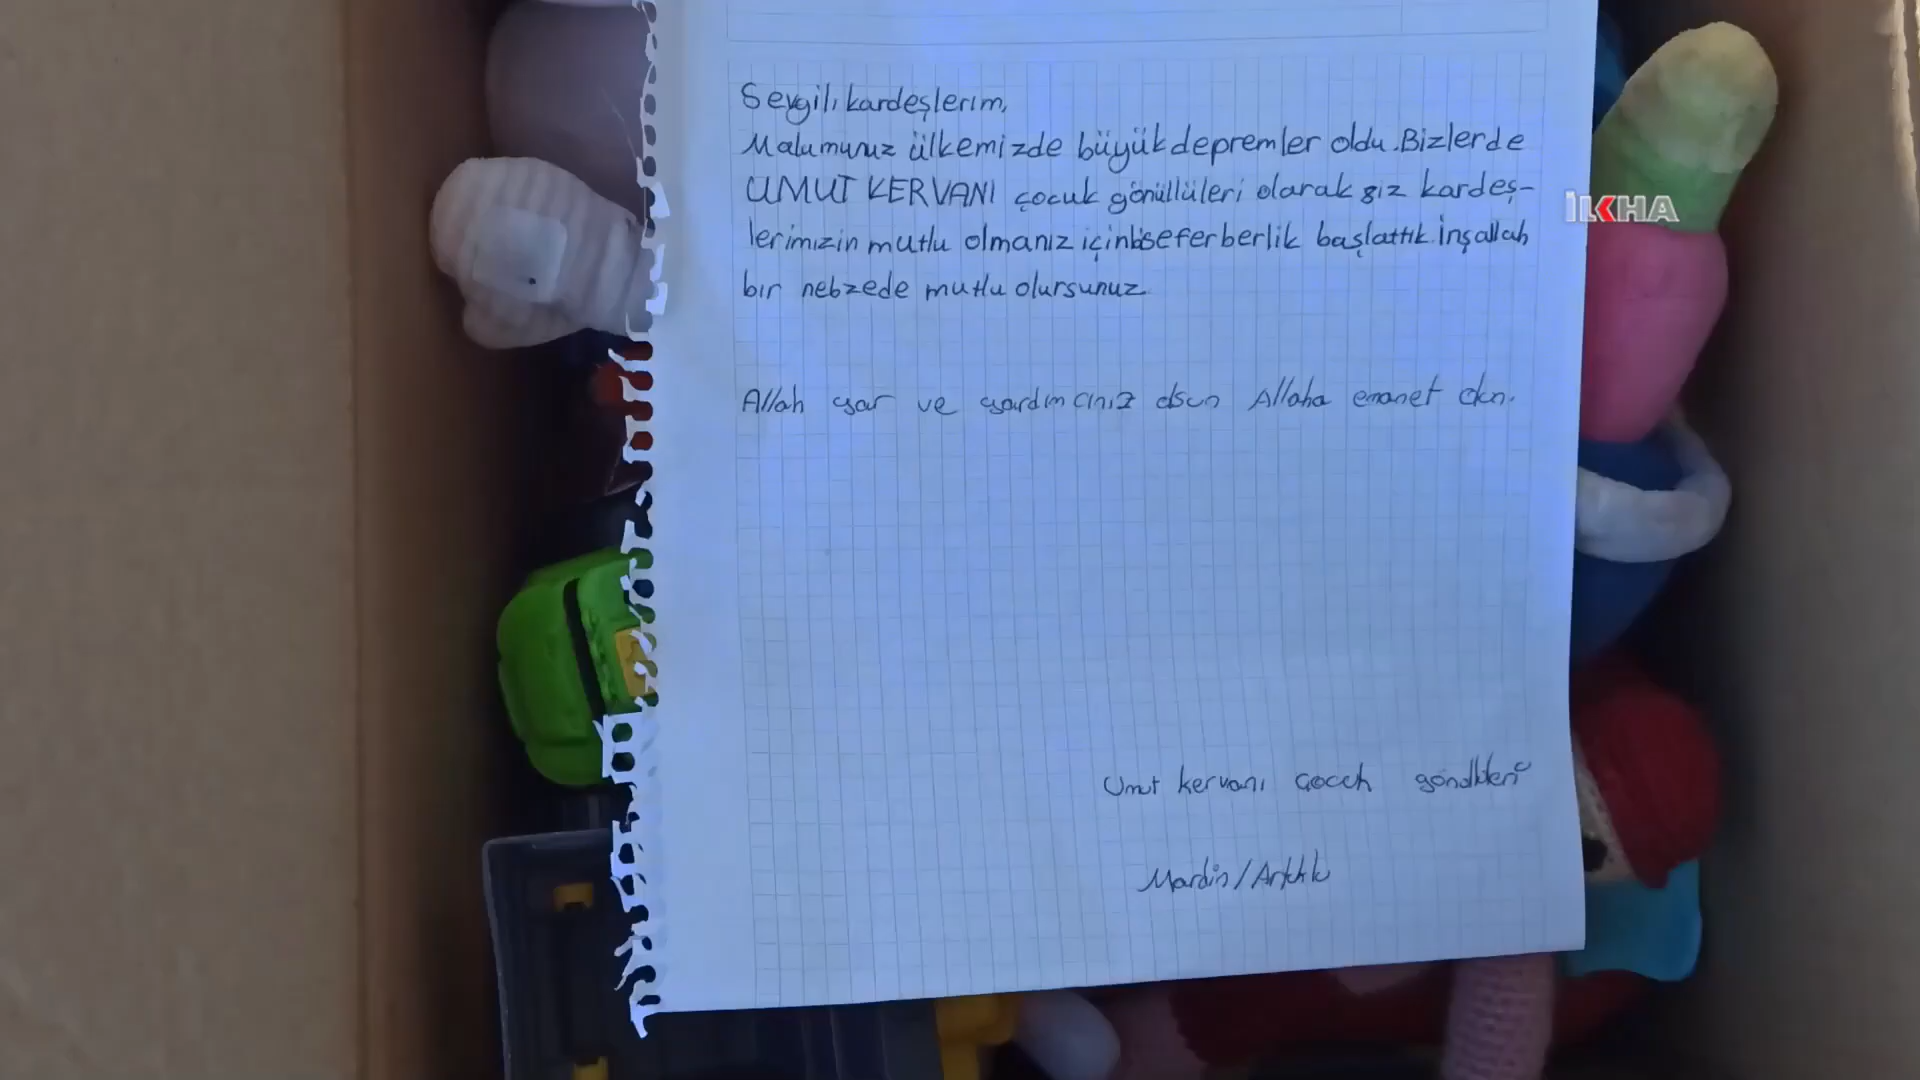 Sevgili kardeşlerim,
Malumunuz ülkemizde büyük depremler oldu. Bizlerde
UMUT KERVANI çocuk gönüllüleri olarak siz kardeş-
lerimizin mutlu olmanız için seferberlik başlattık. İnşallah
bir nebzede mutlu olursunuz
Allah yar ve yardımcınız olsun Allaha emanet olun.
Umut kervanı çocuk gönüllüleri
Mardin/Artuklu
İLKHA